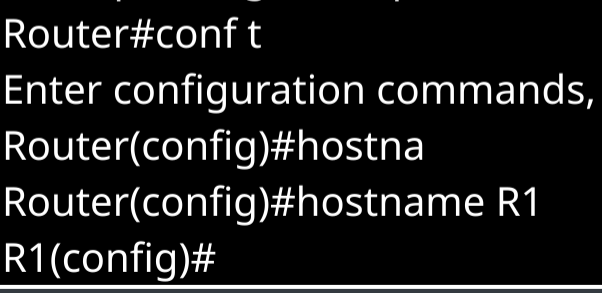 Router#conf t
Enter configuration commands,
Router(config)#hostna
Router(config)#hostname R1
R1(config)#